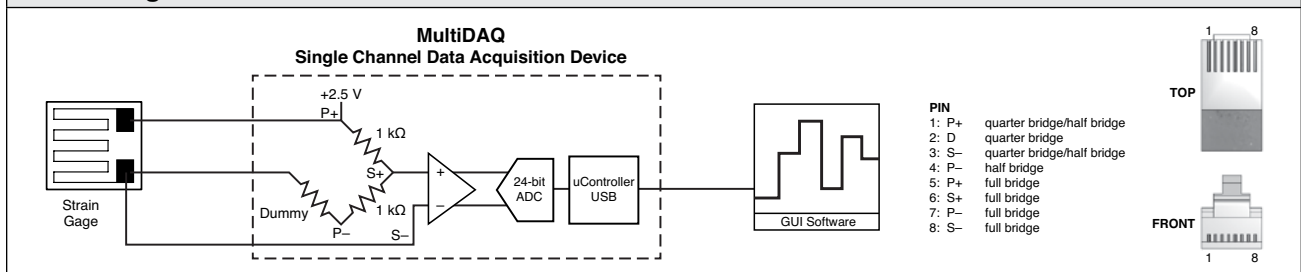 MultiDAQ
Single Channel Data Acquisition Device
+2.5 V
P+
1 kΩ
S+
Dummy
1 kΩ
P–
S–
+
–
24-bit
ADC
uController
USB
Strain
Gage
GUI Software
PIN
1: P+ quarter bridge/half bridge
2: D quarter bridge
3: S– quarter bridge/half bridge
4: P– half bridge
5: P+ full bridge
6: S+ full bridge
7: P– full bridge
8: S– full bridge
1 8
TOP
FRONT
1 8